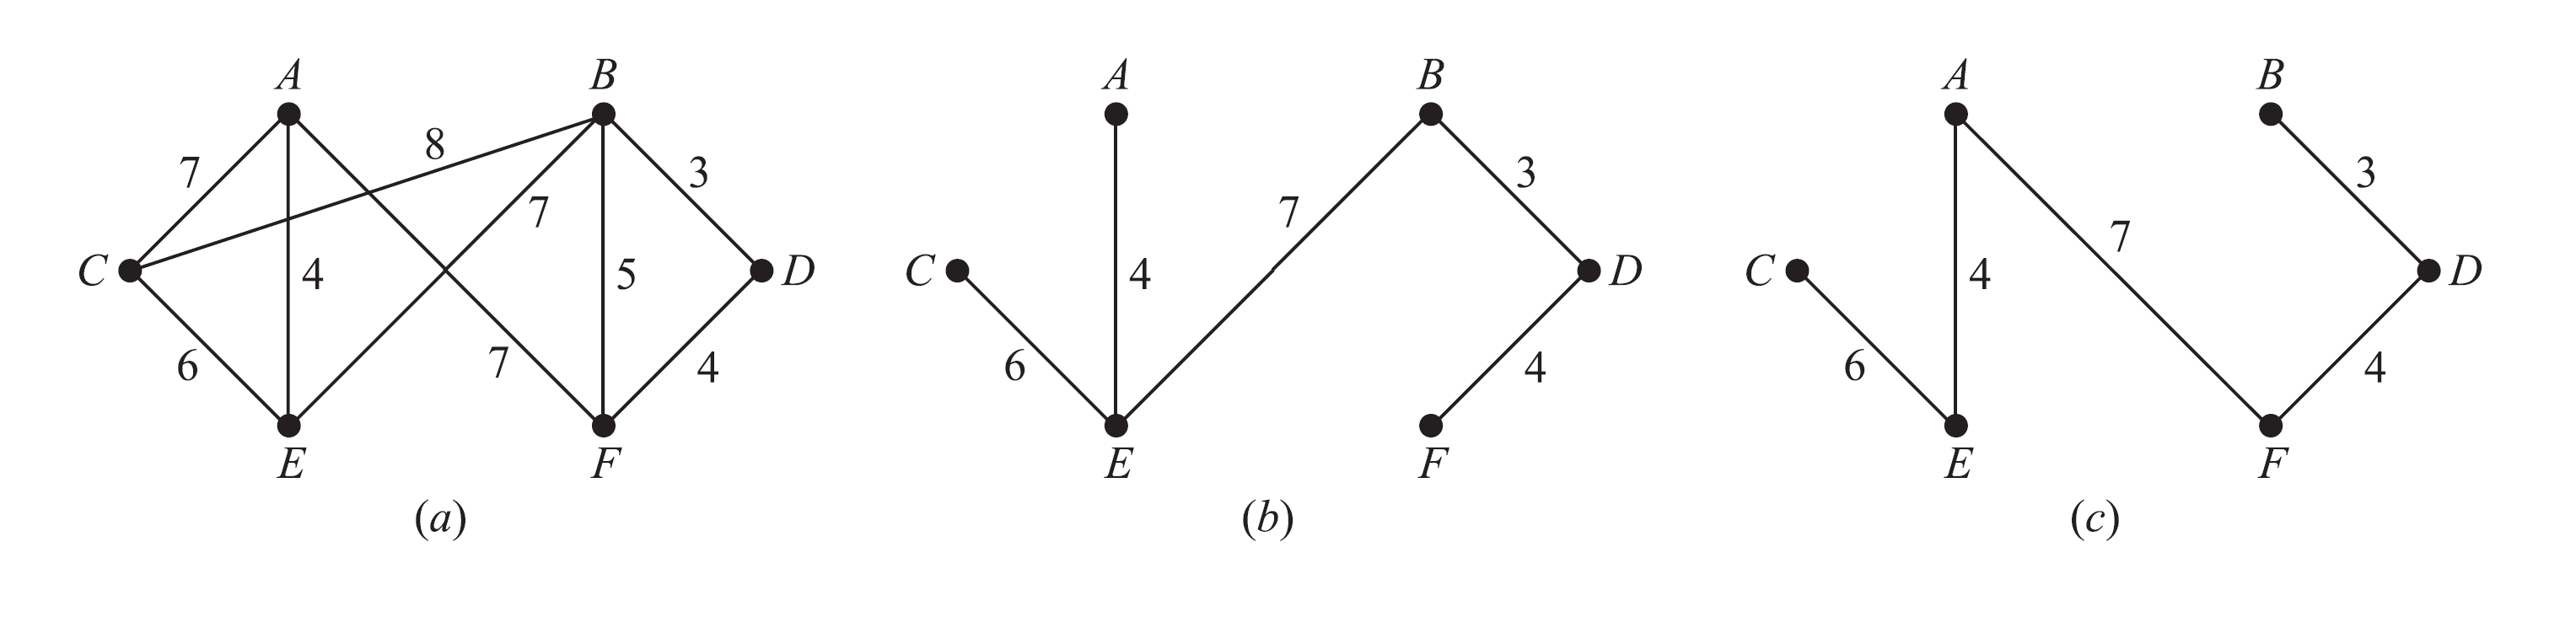 A B A B A B
8
7 3 3 3
7 7
7
C 4 5 D C 4 D C 4 D
6 7 4 6 4 6 4
E F E F E F
(a) (b) (c)